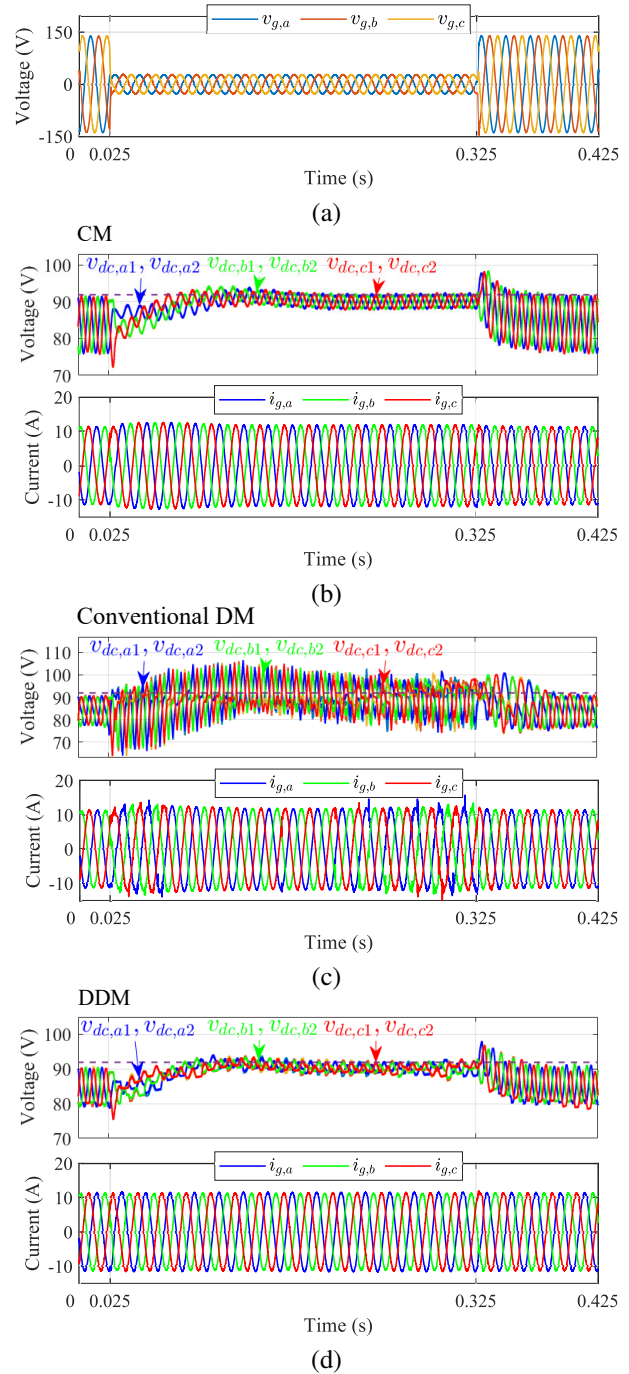 v_{g,a} v_{g,b} v_{g,c}
150
0
-150
Voltage (V)
0 0.025 0.325 0.425
Time (s)
(a)
CM
v_{dc,a1}, v_{dc,a2} v_{dc,b1}, v_{dc,b2} v_{dc,c1}, v_{dc,c2}
100
90
80
70
Voltage (V)
i_{g,a} i_{g,b} i_{g,c}
20
10
0
-10
Current (A)
0 0.025 0.325 0.425
Time (s)
(b)
Conventional DM
v_{dc,a1}, v_{dc,a2} v_{dc,b1}, v_{dc,b2} v_{dc,c1}, v_{dc,c2}
110
100
90
80
70
Voltage (V)
i_{g,a} i_{g,b} i_{g,c}
20
10
0
-10
Current (A)
0 0.025 0.325 0.425
Time (s)
(c)
DDM
v_{dc,a1}, v_{dc,a2} v_{dc,b1}, v_{dc,b2} v_{dc,c1}, v_{dc,c2}
100
90
80
70
Voltage (V)
i_{g,a} i_{g,b} i_{g,c}
20
10
0
-10
Current (A)
0 0.025 0.325 0.425
Time (s)
(d)